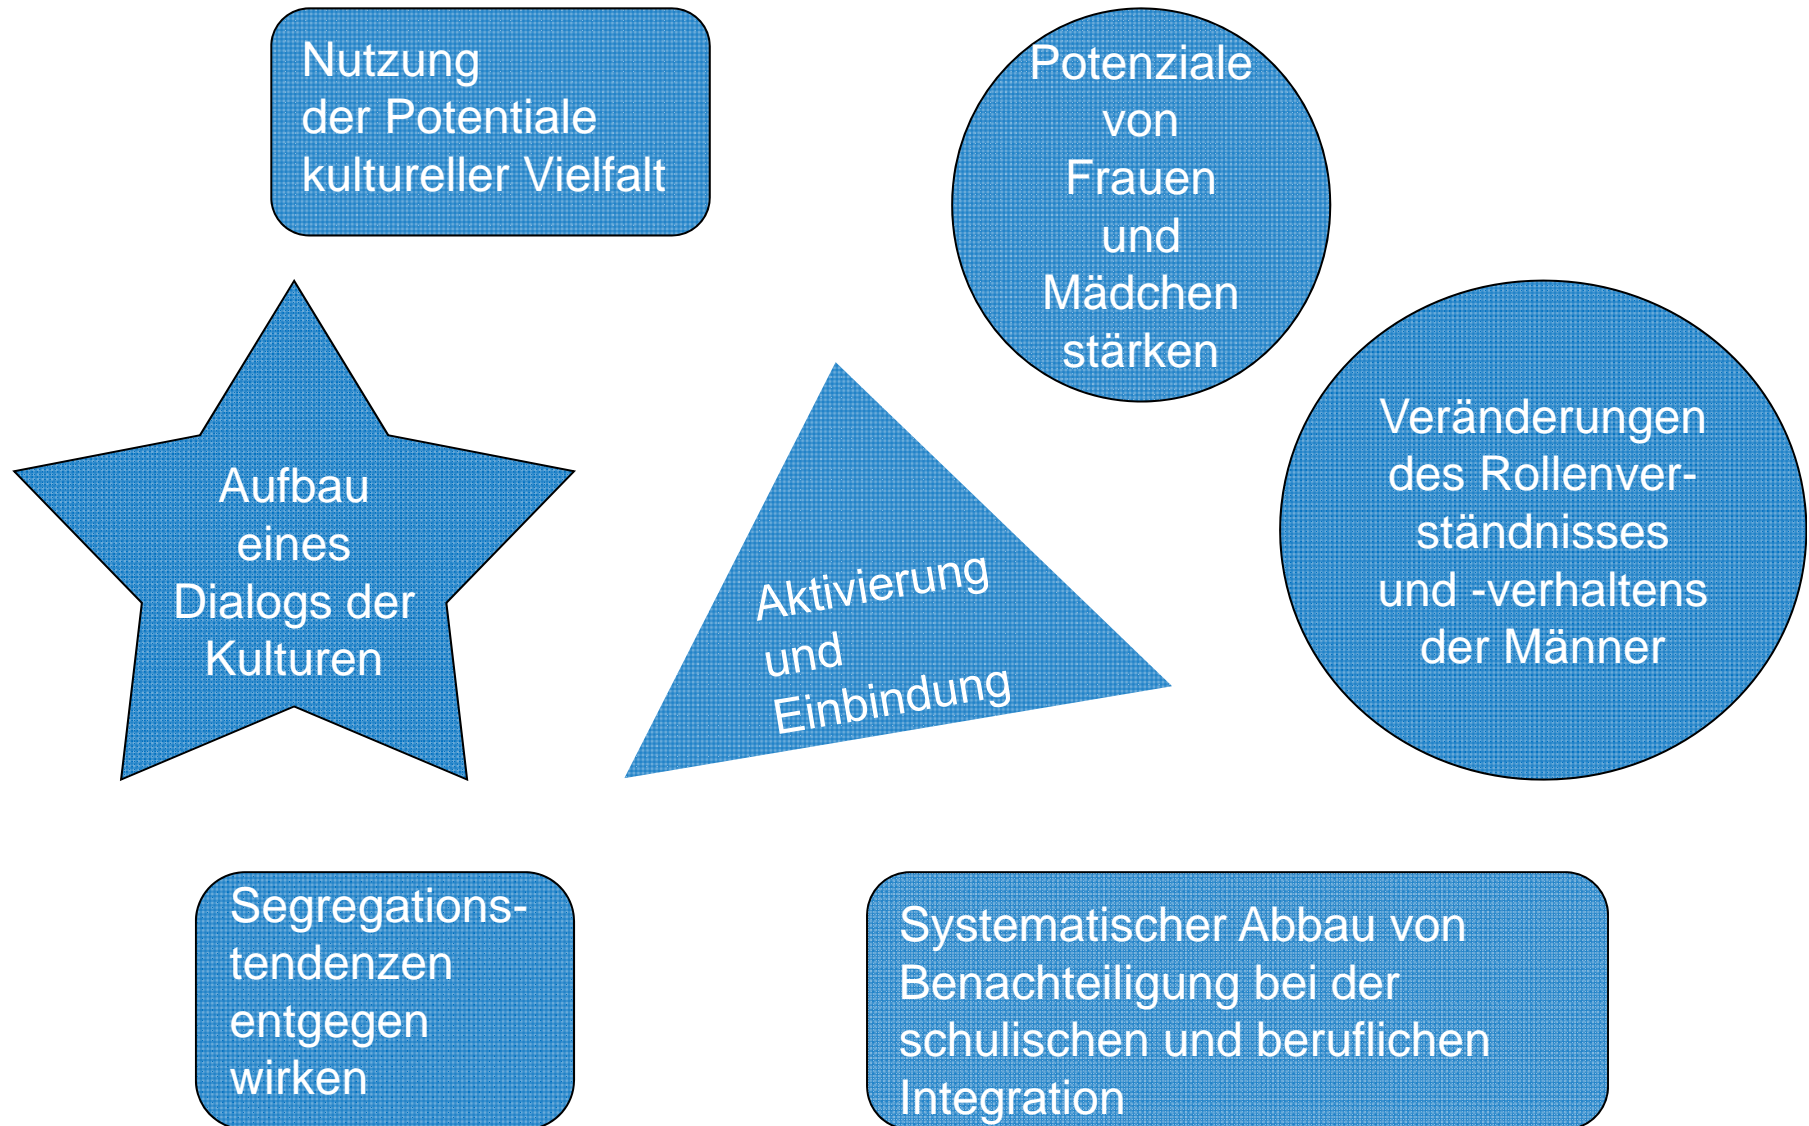 Nutzung
der Potentiale
kultureller Vielfalt
Potenziale
von
Frauen
und
Mädchen
stärken
Aufbau
eines
Dialogs der
Kulturen
Aktivierung
und
Einbindung
Veränderungen
des Rollenver-
ständnisses
und -verhaltens
der Männer
Segregations-
tendenzen
entgegen
wirken
Systematischer Abbau von
Benachteiligung bei der
schulischen und beruflichen
Integration